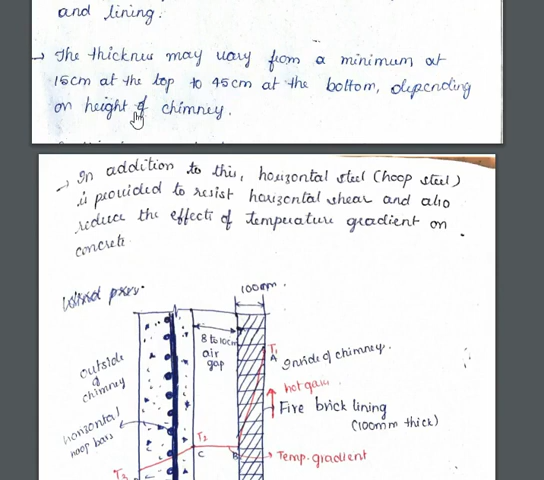 and lining.
→ The thickness may vary from a minimum at
15cm at the top to 45cm at the bottom, depending
on height of chimney.
→ In addition to this, horizontal steel (hoop steel)
is provided to resist horizontal shear and also
reduce the effects of temperature gradient on
concrete
Wind pres.
100mm.
8 to 10cm
air
gap
T1
A
inside of chimney.
outside
of
chimney
hot gases
Fire brick lining
(100mm thick)
horizontal
hoop bars
T2
C
B
Temp. gradient
T3